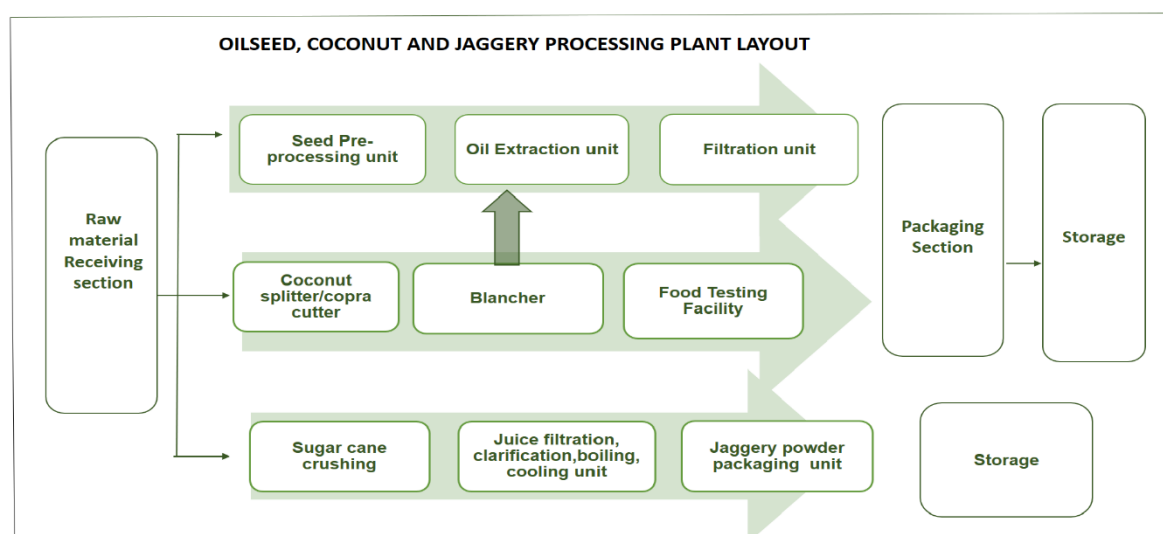 OILSEED, COCONUT AND JAGGERY PROCESSING PLANT LAYOUT
Raw
material
Receiving
section
Seed Pre-
processing unit
Oil Extraction unit
Filtration unit
Coconut
splitter/copra
cutter
Blancher
Food Testing
Facility
Sugar cane
crushing
Juice filtration,
clarification,boiling,
cooling unit
Jaggery powder
packaging unit
Packaging
Section
Storage
Storage